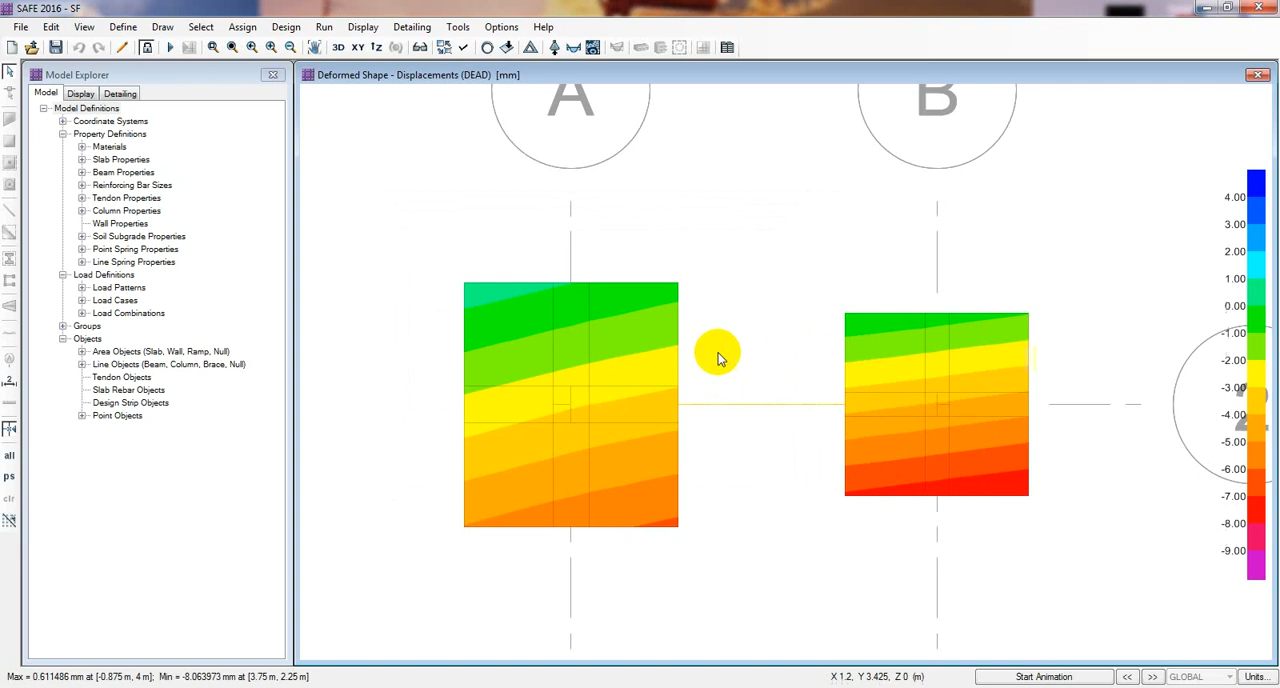 SAFE 2016 - SF
File Edit View Define Draw Select Assign Design Run Display Detailing Tools Options Help
3D XY
Model Explorer
Model Display Detailing
Model Definitions
Coordinate Systems
Property Definitions
Materials
Slab Properties
Beam Properties
Reinforcing Bar Sizes
Tendon Properties
Column Properties
Wall Properties
Soil Subgrade Properties
Point Spring Properties
Line Spring Properties
Load Definitions
Load Patterns
Load Cases
Load Combinations
Groups
Objects
Area Objects (Slab, Wall, Ramp, Null)
Line Objects (Beam, Column, Brace, Null)
Tendon Objects
Slab Rebar Objects
Design Strip Objects
Point Objects
all
ps
clr
Deformed Shape - Displacements (DEAD) [mm]
A B
2
4.00
3.00
2.00
1.00
0.00
-1.00
-2.00
-3.00
-4.00
-5.00
-6.00
-7.00
-8.00
-9.00
Max = 0.611486 mm at [-0.875 m, 4 m]; Min = -8.063973 mm at [3.75 m, 2.25 m]
X 1.2, Y 3.425, Z 0 (m)
Start Animation << >> GLOBAL Units...